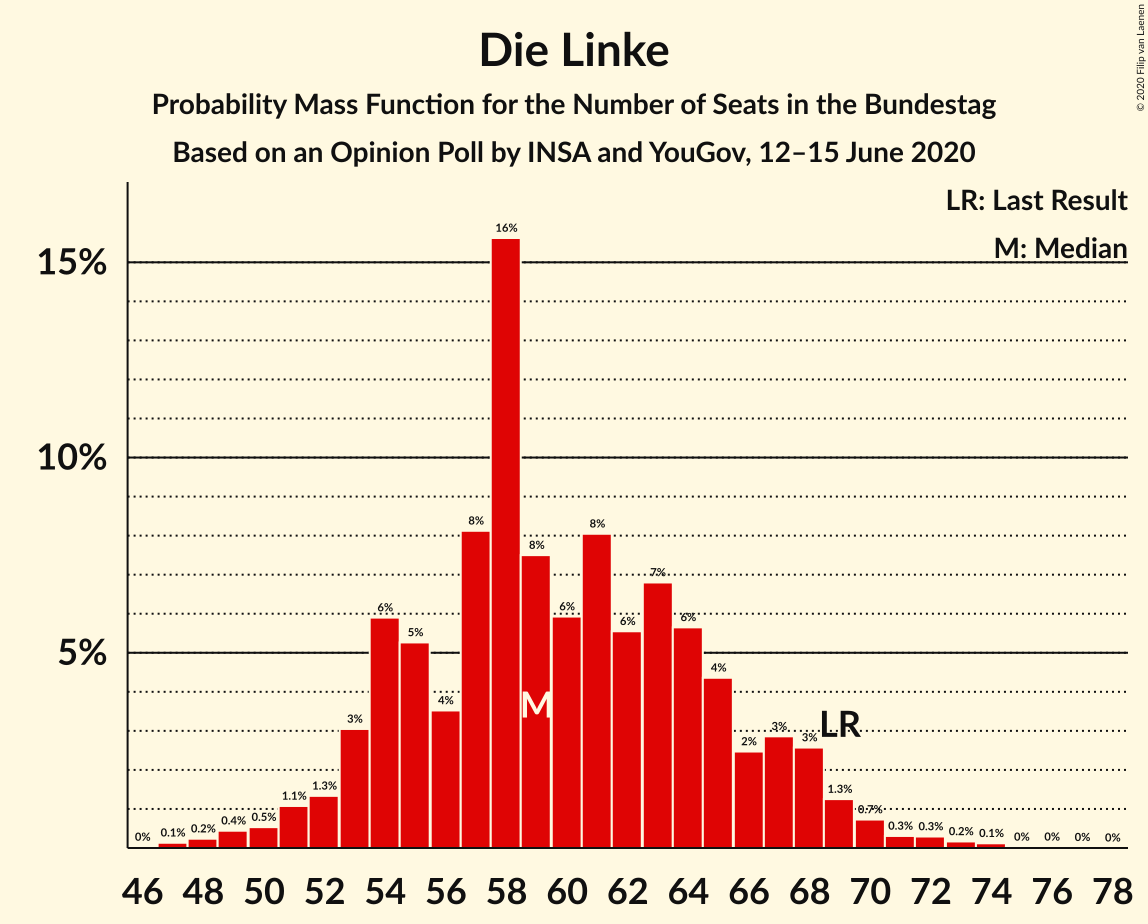 Die Linke
Probability Mass Function for the Number of Seats in the Bundestag
Based on an Opinion Poll by INSA and YouGov, 12–15 June 2020
© 2020 Filip van Laenen
LR: Last Result
M: Median
15%
10%
5%
0% 0.1% 0.2% 0.4% 0.5% 1.1% 1.3% 3% 6% 5% 4% 8% 16% 8% 6% 8% 6% 7% 6% 4% 2% 3% 3% 1.3% 0.7% 0.3% 0.3% 0.2% 0.1% 0% 0% 0% 0%
M
LR
46 48 50 52 54 56 58 60 62 64 66 68 70 72 74 76 78